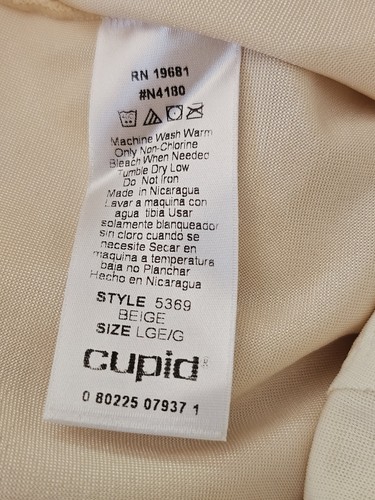 RN 19681
#N4180
Machine Wash Warm
Only Non-Chlorine
Bleach When Needed
Tumble Dry Low
Do Not Iron
Made in Nicaragua
Lavar a maquina con
agua tibia Usar
solamente blanqueador
sin cloro cuando se
necesite Secar en
maquina a temperatura
baja no Planchar
Hecho en Nicaragua
STYLE 5369
BEIGE
SIZE LGE/G
cupid®
0 80225 07937 1